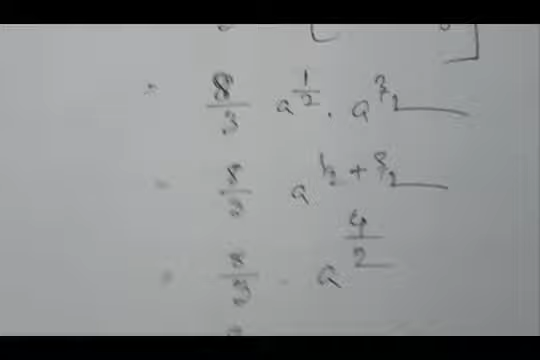 = 8/3 a^{1/2} . a^{3/2}
= 8/3 a^{1/2 + 3/2}
= 8/3 . a^{4/2}